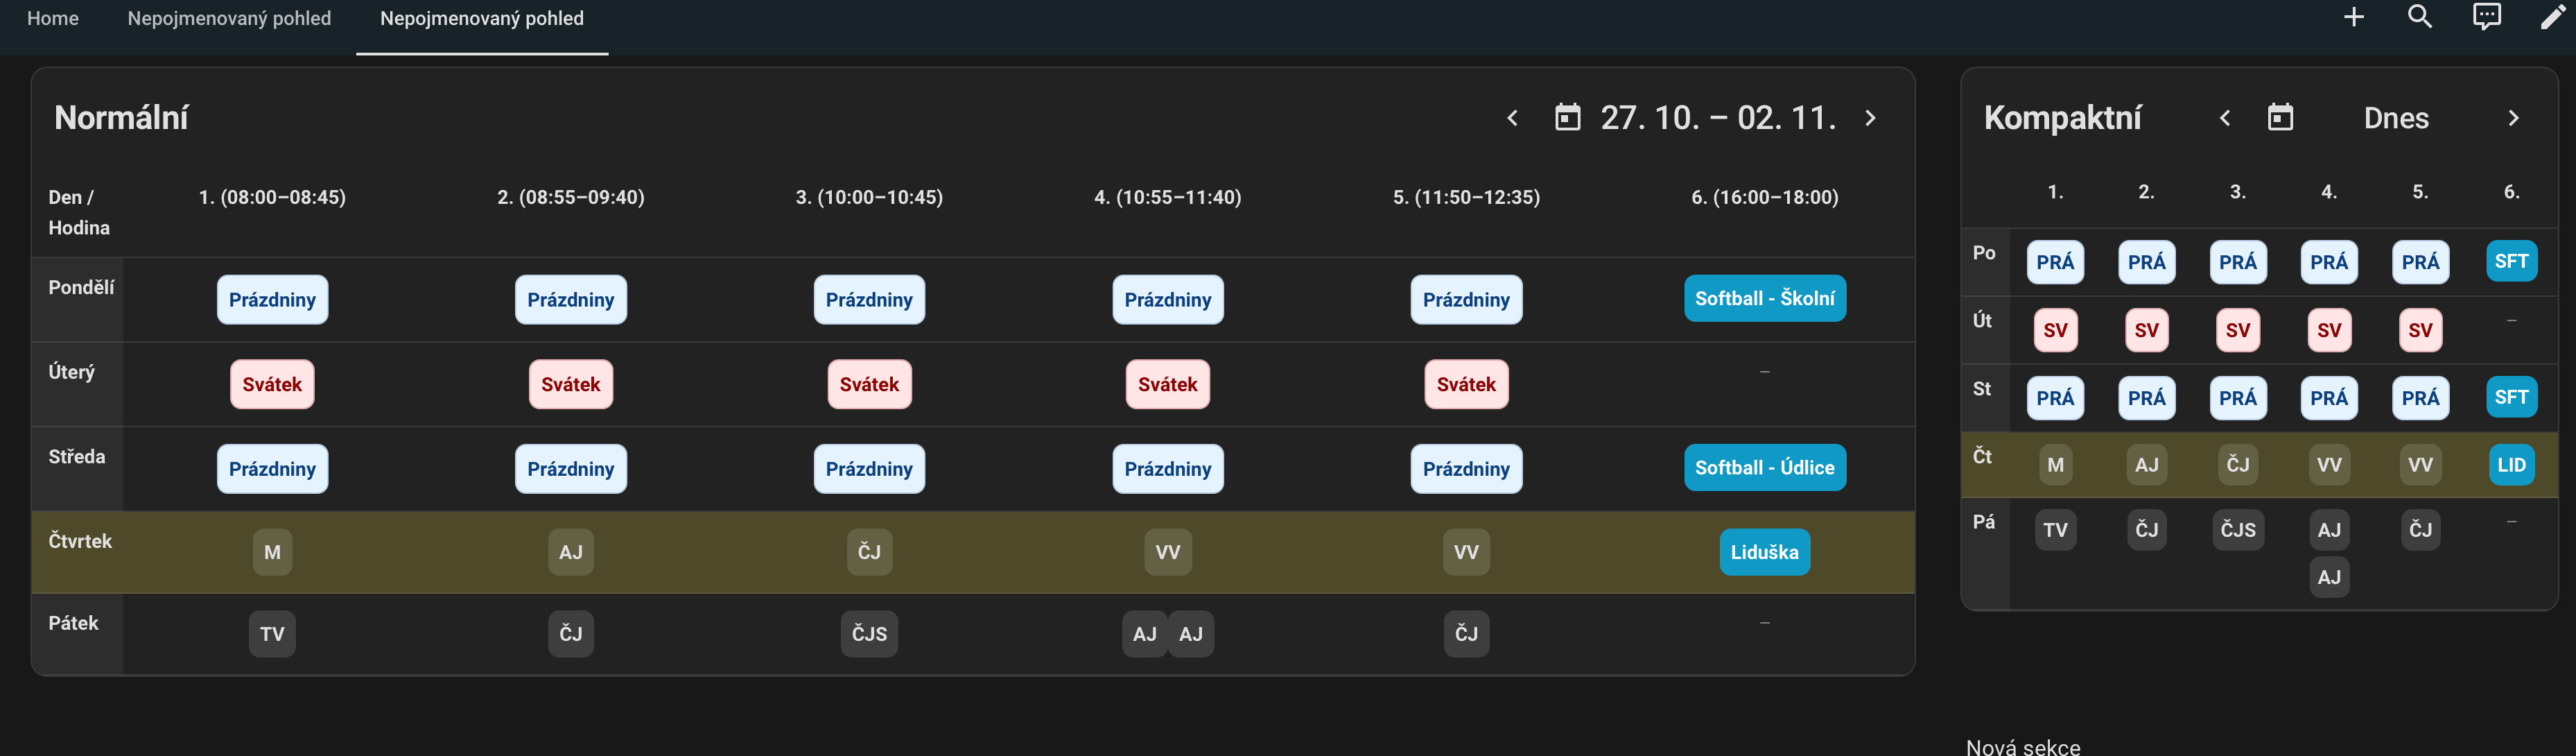 Home Nepojmenovaný pohled Nepojmenovaný pohled
Normální 27. 10. – 02. 11.
Den / Hodina 1. (08:00–08:45) 2. (08:55–09:40) 3. (10:00–10:45) 4. (10:55–11:40) 5. (11:50–12:35) 6. (16:00–18:00)
Pondělí Prázdniny Prázdniny Prázdniny Prázdniny Prázdniny Softball - Školní
Úterý Svátek Svátek Svátek Svátek Svátek –
Středa Prázdniny Prázdniny Prázdniny Prázdniny Prázdniny Softball - Údlice
Čtvrtek M AJ ČJ VV VV Liduška
Pátek TV ČJ ČJS AJ AJ ČJ –
Kompaktní Dnes
1. 2. 3. 4. 5. 6.
Po PRÁ PRÁ PRÁ PRÁ PRÁ SFT
Út SV SV SV SV SV –
St PRÁ PRÁ PRÁ PRÁ PRÁ SFT
Čt M AJ ČJ VV VV LID
Pá TV ČJ ČJS AJ ČJ –
AJ
Nová sekce